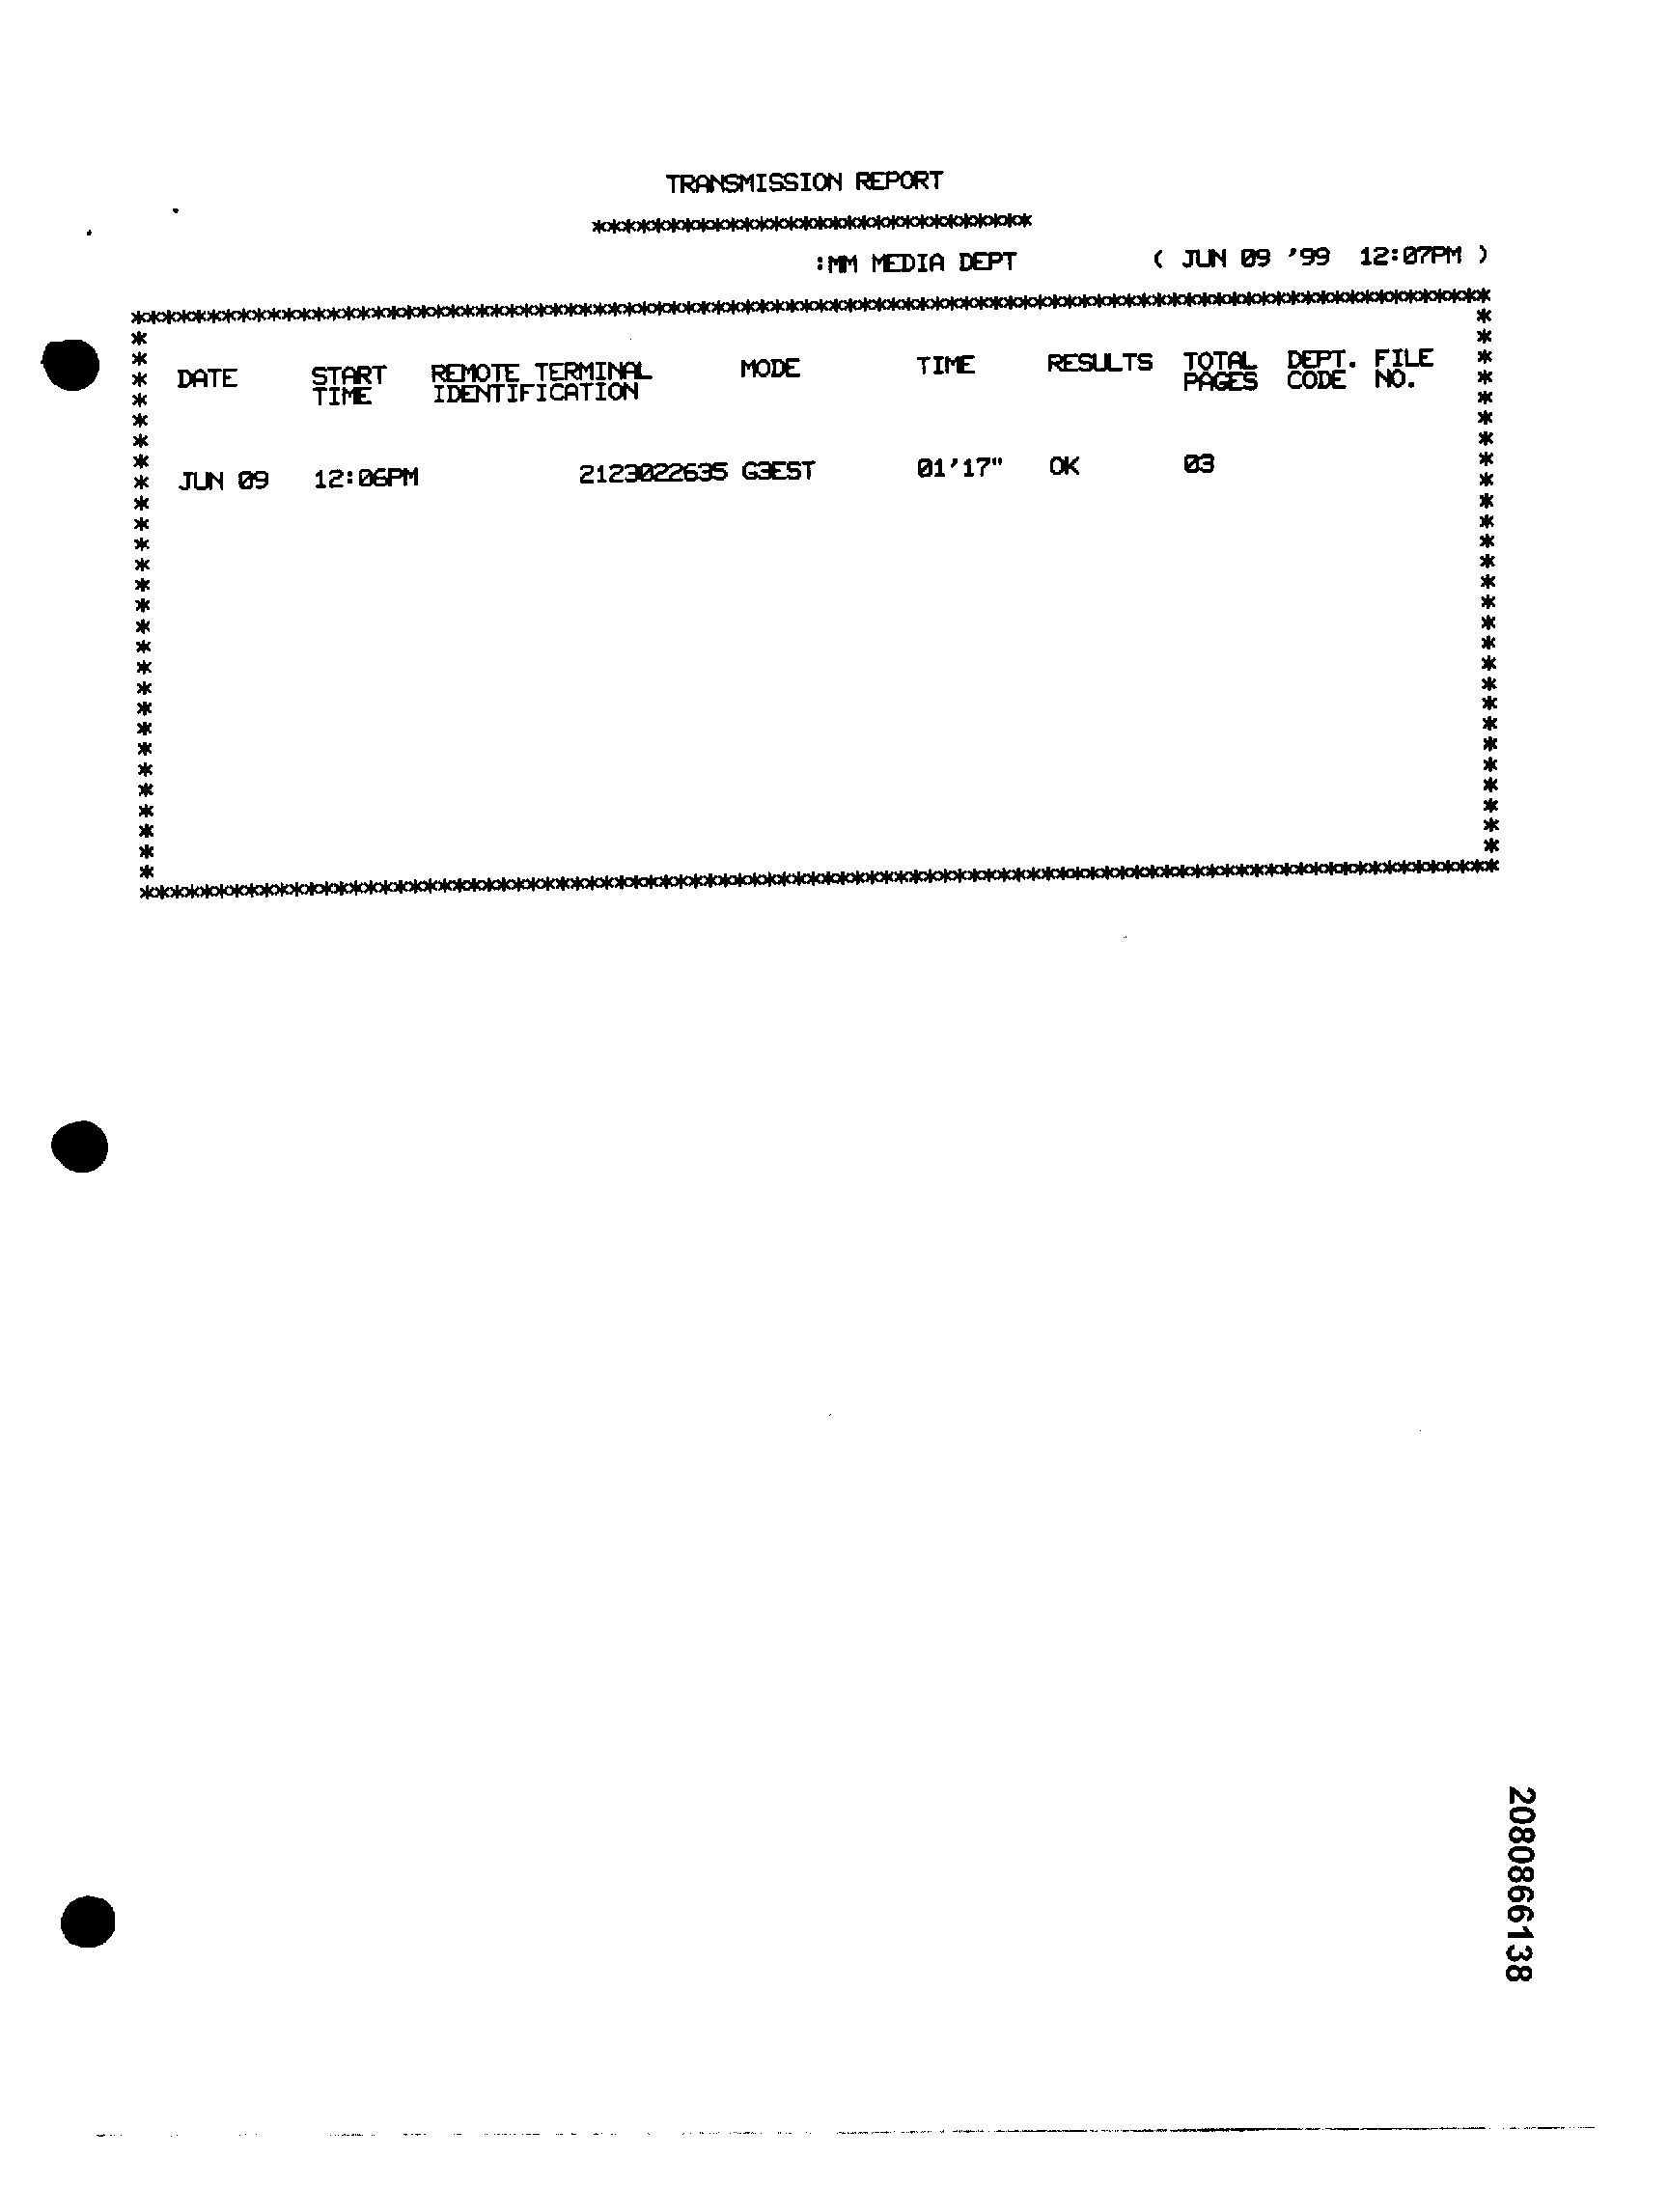 TRANSMISSION REPORT
******************************
:MM MEDIA DEPT ( JUN 09 '99 12:07PM )
DATE START TIME REMOTE TERMINAL IDENTIFICATION MODE TIME RESULTS TOTAL PAGES DEPT. CODE FILE NO.
JUN 09 12:06PM 2123022635 G3EST 01'17" OK 03
2080866138